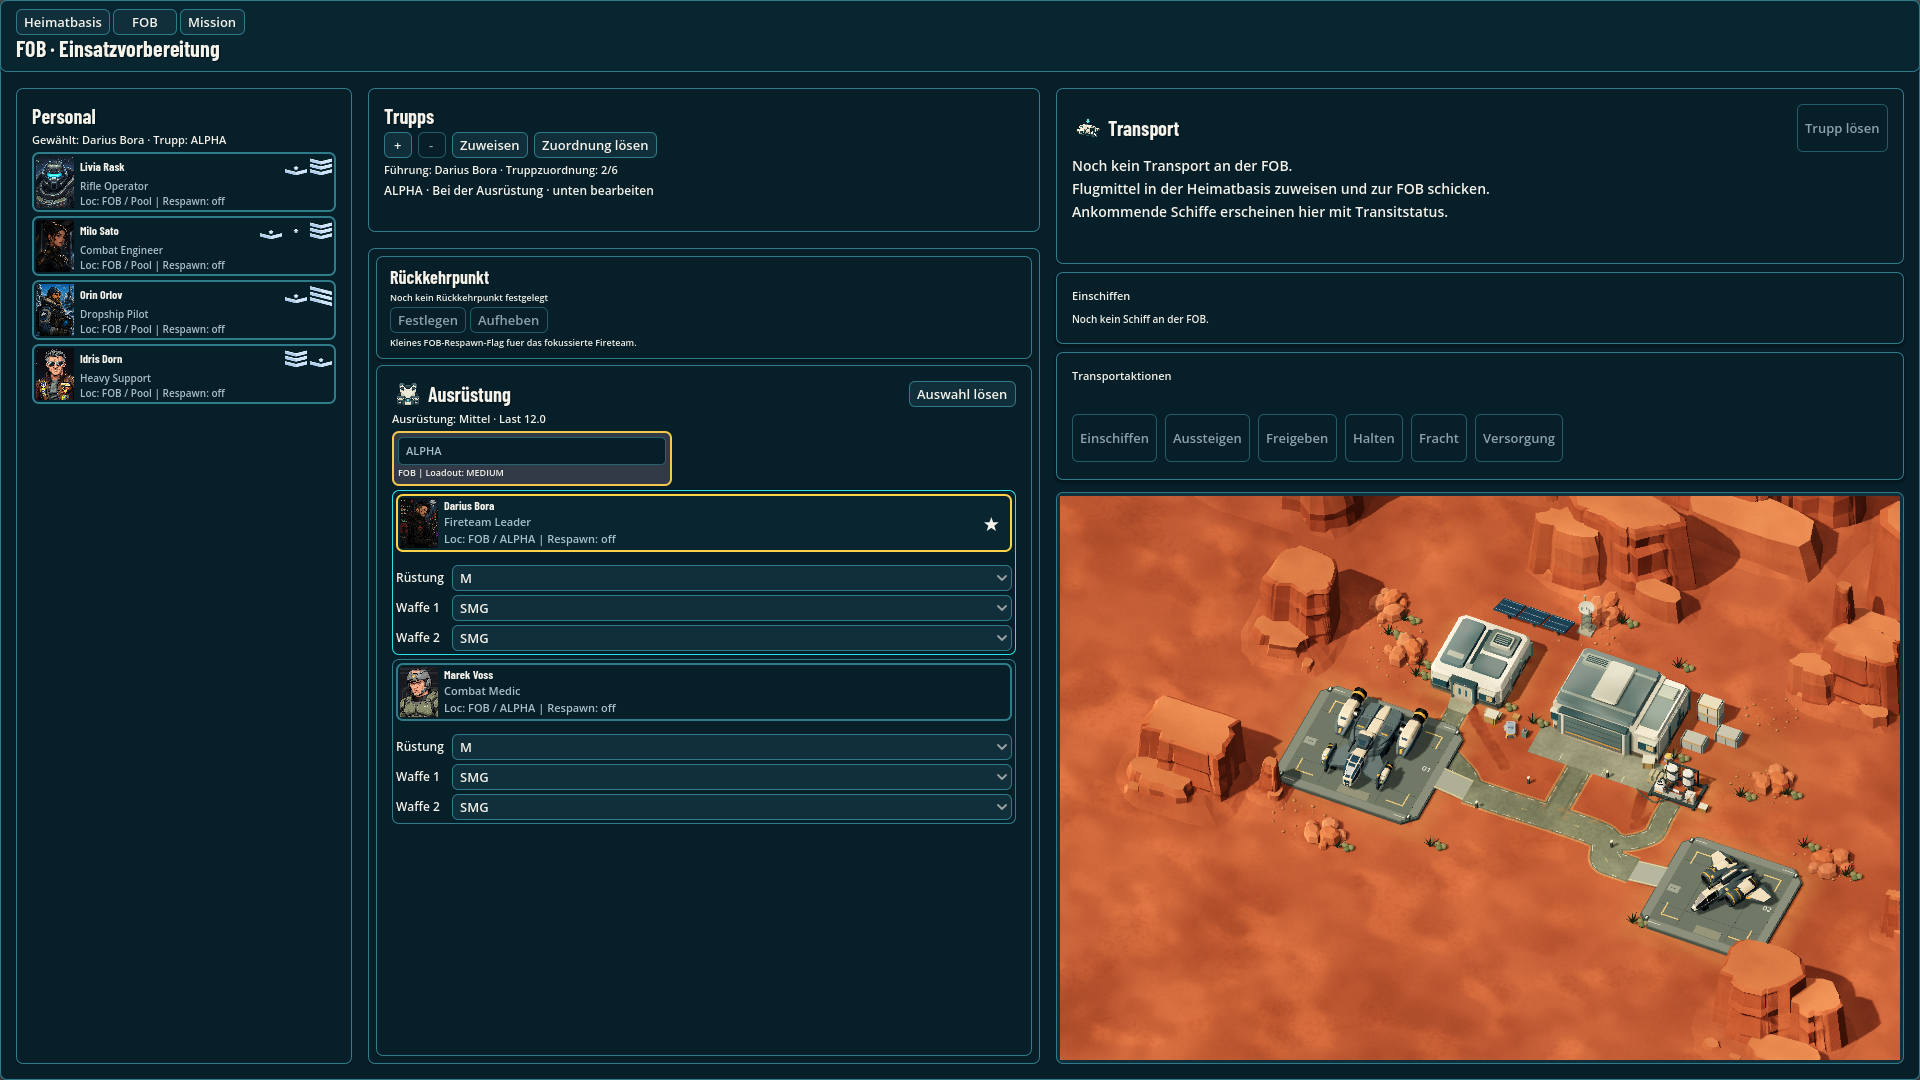 Heimatbasis FOB Mission
FOB · Einsatzvorbereitung
Personal
Gewählt: Darius Bora · Trupp: ALPHA
Livia Rask
Rifle Operator
Loc: FOB / Pool | Respawn: off
Milo Sato
Combat Engineer
Loc: FOB / Pool | Respawn: off
Orin Orlov
Dropship Pilot
Loc: FOB / Pool | Respawn: off
Idris Dorn
Heavy Support
Loc: FOB / Pool | Respawn: off
Trupps
+ - Zuweisen Zuordnung lösen
Führung: Darius Bora · Truppzuordnung: 2/6
ALPHA · Bei der Ausrüstung · unten bearbeiten
Rückkehrpunkt
Noch kein Rückkehrpunkt festgelegt
Festlegen Aufheben
Kleines FOB-Respawn-Flag fuer das fokussierte Fireteam.
Ausrüstung Auswahl lösen
Ausrüstung: Mittel · Last 12.0
ALPHA
FOB | Loadout: MEDIUM
Darius Bora
Fireteam Leader
Loc: FOB / ALPHA | Respawn: off
Rüstung M
Waffe 1 SMG
Waffe 2 SMG
Marek Voss
Combat Medic
Loc: FOB / ALPHA | Respawn: off
Rüstung M
Waffe 1 SMG
Waffe 2 SMG
Transport Trupp lösen
Noch kein Transport an der FOB.
Flugmittel in der Heimatbasis zuweisen und zur FOB schicken.
Ankommende Schiffe erscheinen hier mit Transitstatus.
Einschiffen
Noch kein Schiff an der FOB.
Transportaktionen
Einschiffen Aussteigen Freigeben Halten Fracht Versorgung
01
02